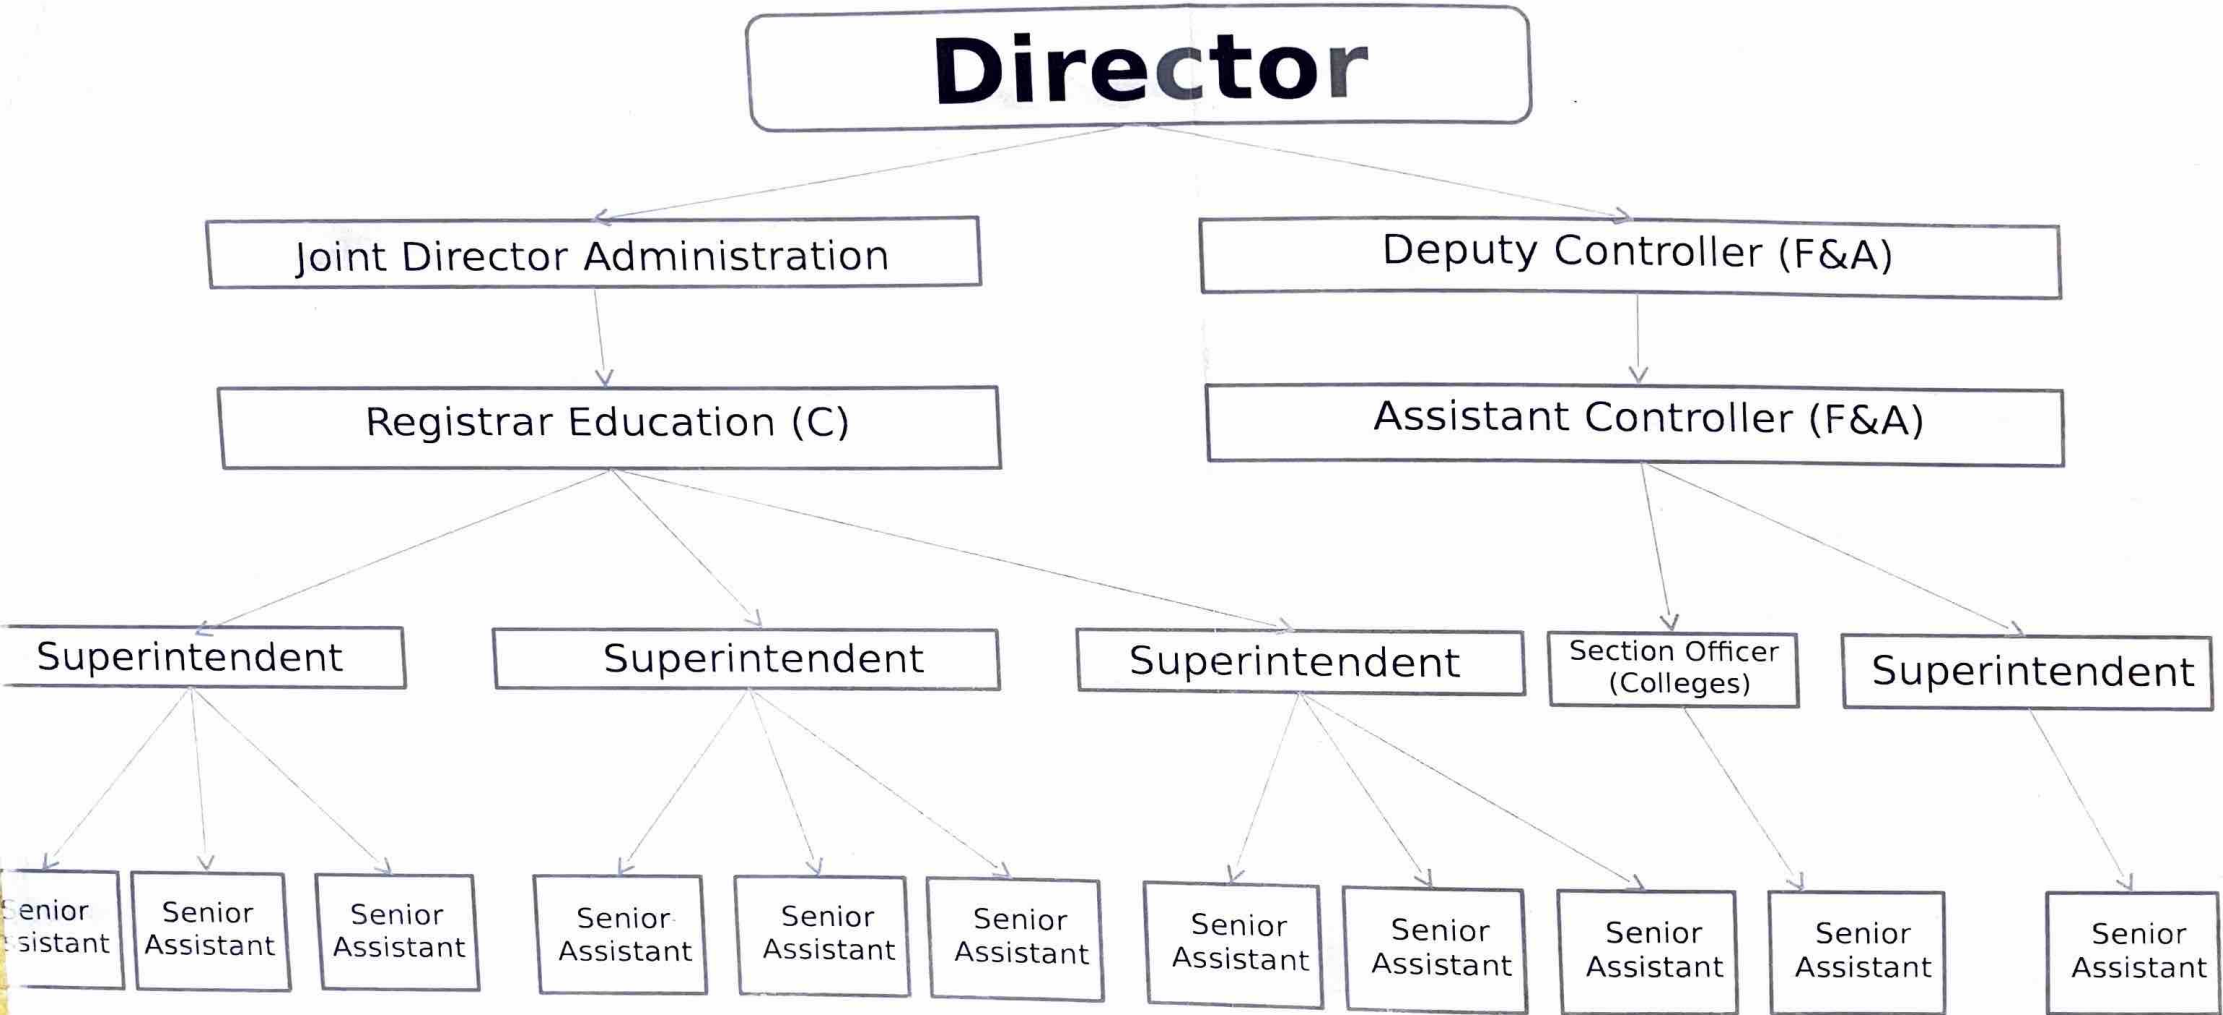 Director
Joint Director Administration
Deputy Controller (F&A)
Registrar Education (C)
Assistant Controller (F&A)
Superintendent
Superintendent
Superintendent
Section Officer
(Colleges)
Superintendent
Senior
sistant
Senior
Assistant
Senior
Assistant
Senior
Assistant
Senior
Assistant
Senior
Assistant
Senior
Assistant
Senior
Assistant
Senior
Assistant
Senior
Assistant
Senior
Assistant